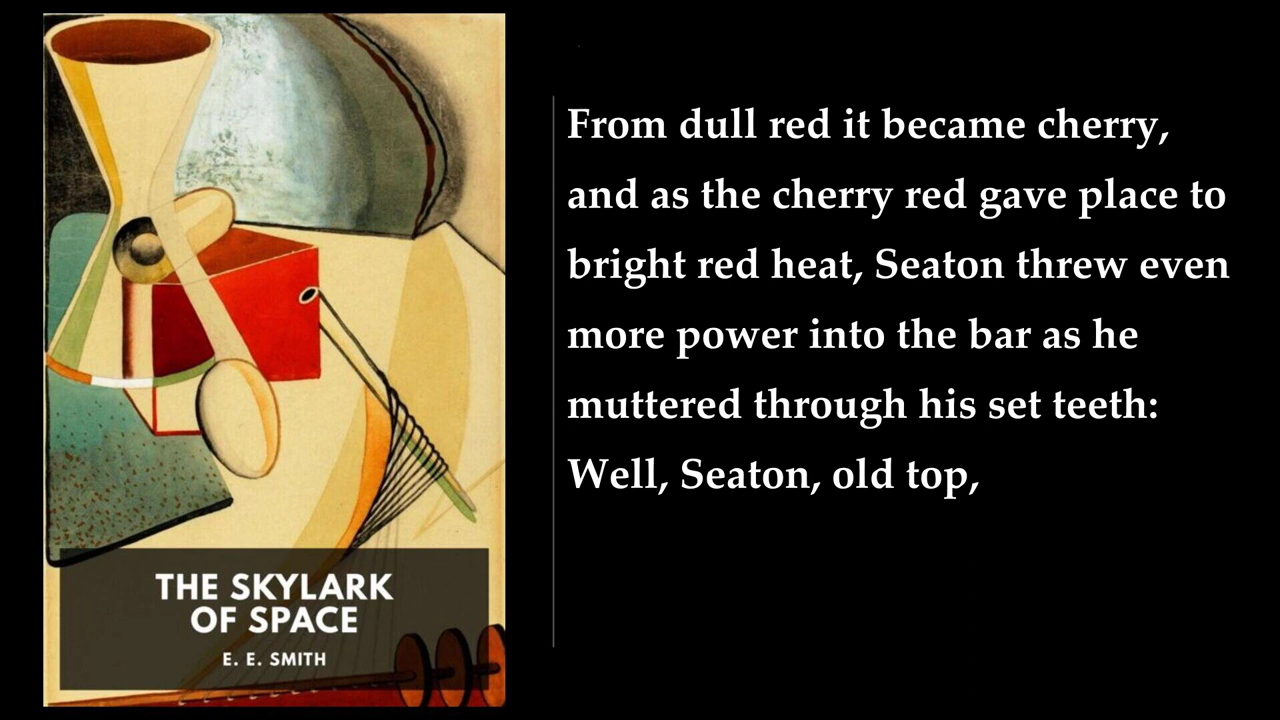 THE SKYLARK
OF SPACE
E. E. SMITH
From dull red it became cherry,
and as the cherry red gave place to
bright red heat, Seaton threw even
more power into the bar as he
muttered through his set teeth:
Well, Seaton, old top,